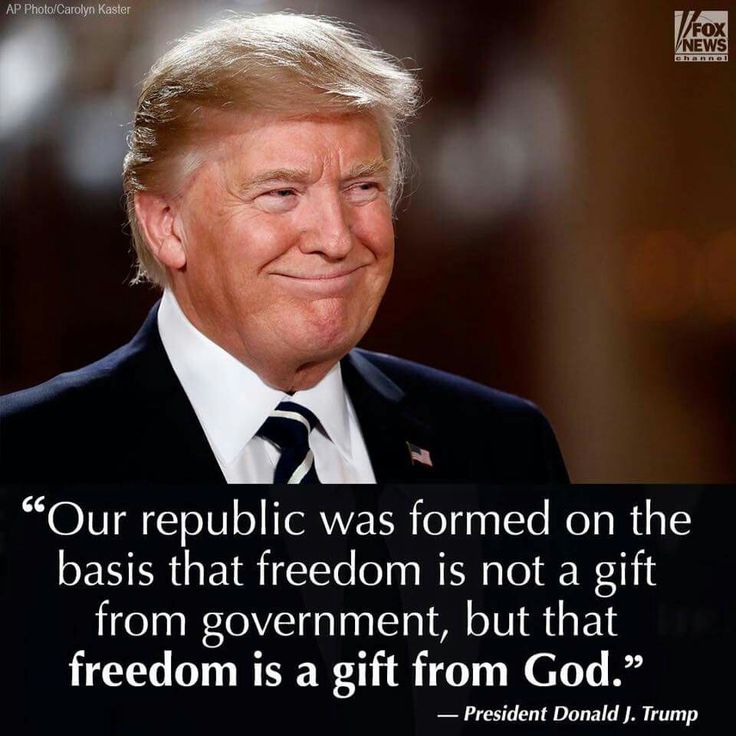 AP Photo/Carolyn Kaster
FOX
NEWS
channel
“Our republic was formed on the
basis that freedom is not a gift
from government, but that
freedom is a gift from God.”
— President Donald J. Trump